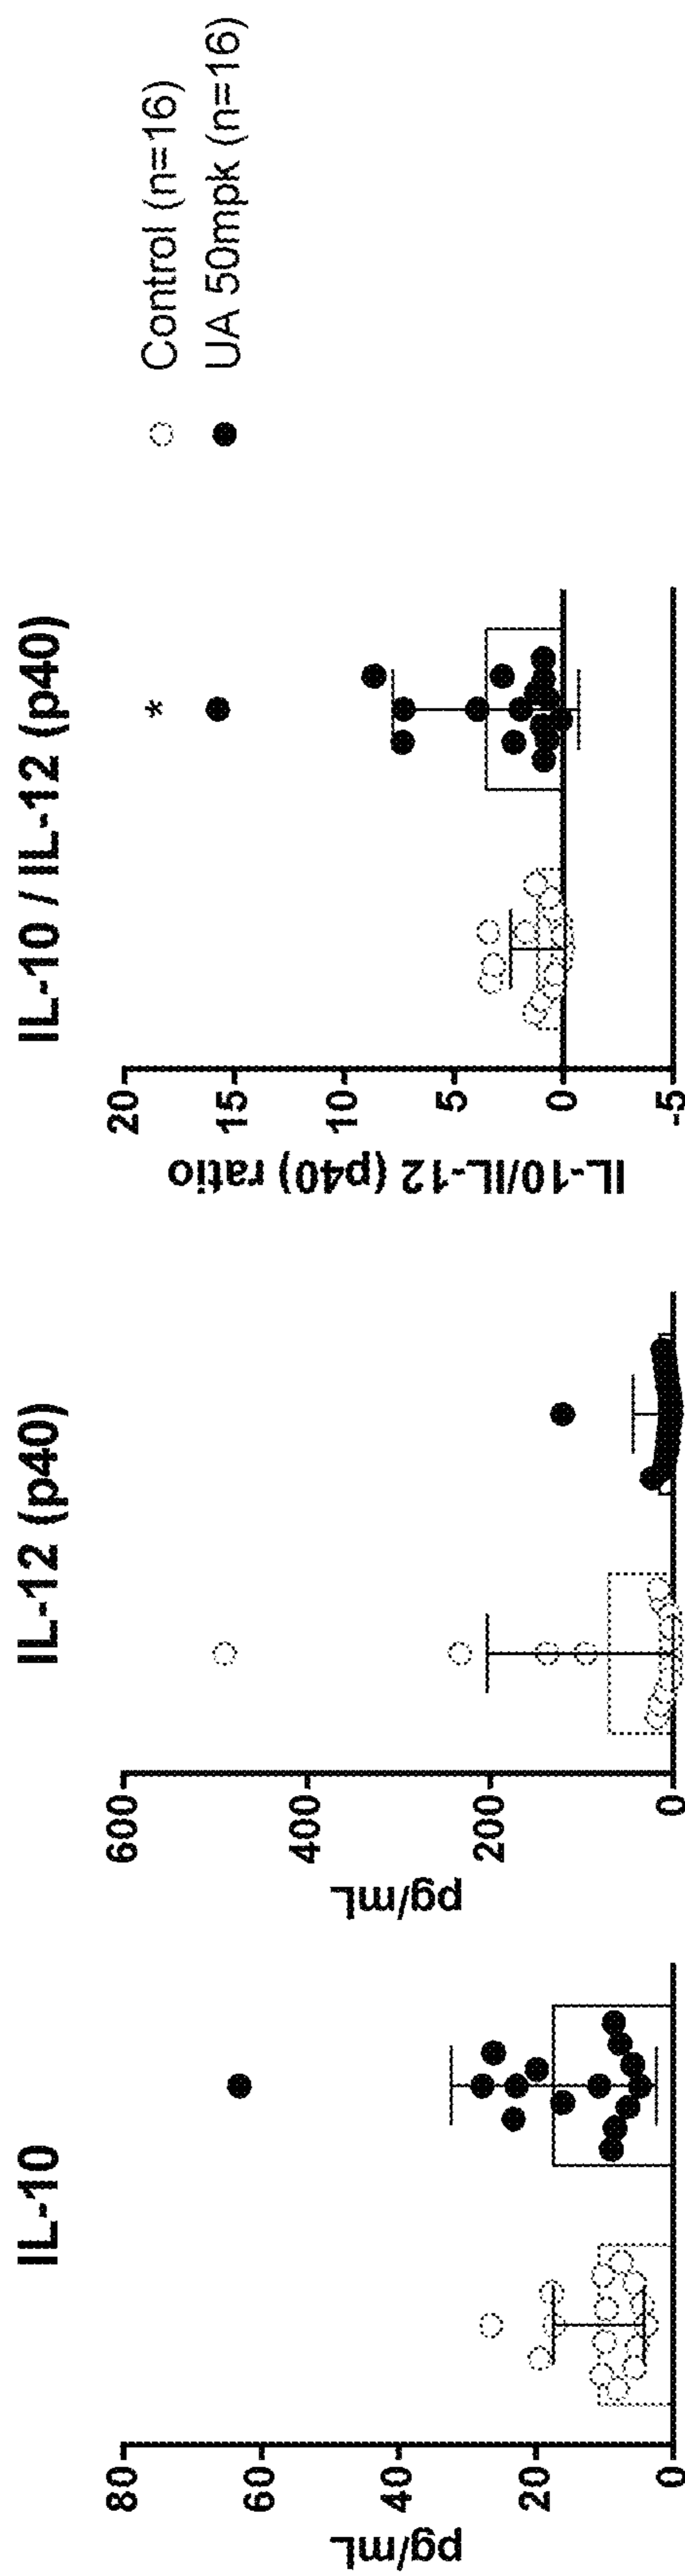 IL-10
pg/mL
80
60
40
20
0
IL-12 (p40)
pg/mL
600
400
200
0
IL-10 / IL-12 (p40)
IL-10/IL-12 (p40) ratio
20
15
10
5
0
-5
*
Control (n=16)
UA 50mpk (n=16)